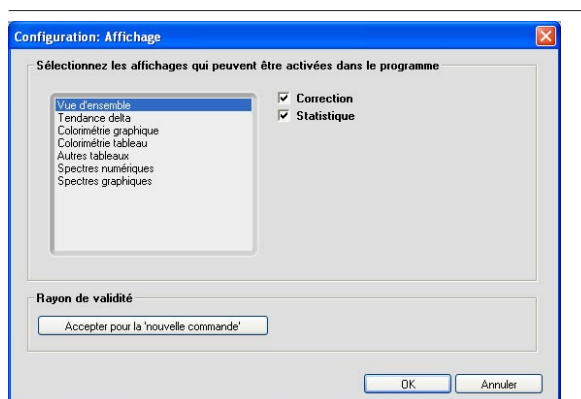 Configuration: Affichage
Sélectionnez les affichages qui peuvent être activées dans le programme
Vue d'ensemble
Tendance delta
Colorimétrie graphique
Colorimétrie tableau
Autres tableaux
Spectres numériques
Spectres graphiques
Correction
Statistique
Rayon de validité
Accepter pour la 'nouvelle commande'
OK
Annuler